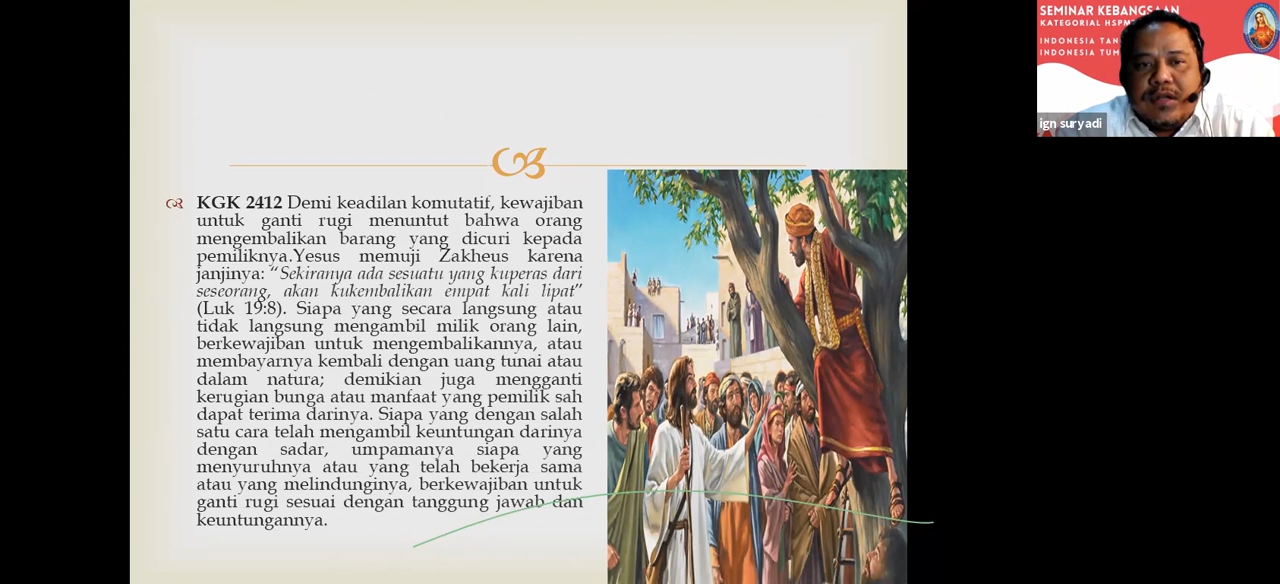 KGK 2412 Demi keadilan komutatif, kewajiban
untuk ganti rugi menuntut bahwa orang
mengembalikan barang yang dicuri kepada
pemiliknya.Yesus memuji Zakheus karena
janjinya: “Sekiranya ada sesuatu yang kuperas dari
seseorang, akan kukembalikan empat kali lipat”
(Luk 19:8). Siapa yang secara langsung atau
tidak langsung mengambil milik orang lain,
berkewajiban untuk mengembalikannya, atau
membayarnya kembali dengan uang tunai atau
dalam natura; demikian juga mengganti
kerugian bunga atau manfaat yang pemilik sah
dapat terima darinya. Siapa yang dengan salah
satu cara telah mengambil keuntungan darinya
dengan sadar, umpamanya siapa yang
menyuruhnya atau yang telah bekerja sama
atau yang melindunginya, berkewajiban untuk
ganti rugi sesuai dengan tanggung jawab dan
keuntungannya.
SEMINAR KEBANGSAAN
KATEGORIAL
INDONESIA
INDONESIA
ign suryadi